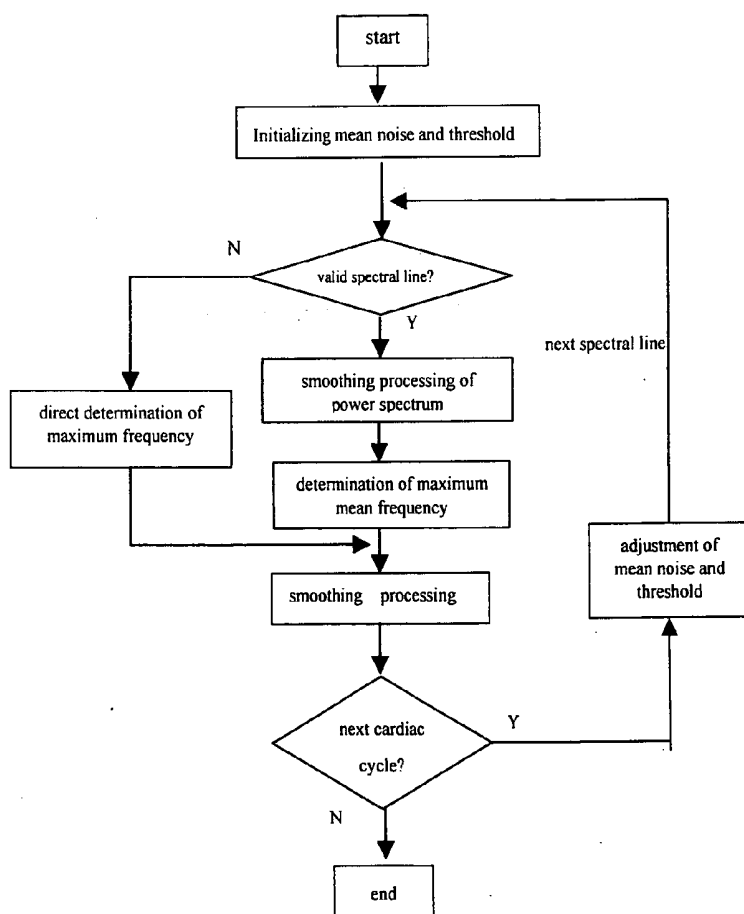 start
Initializing mean noise and threshold
N
valid spectral line?
Y
next spectral line
smoothing processing of
power spectrum
direct determination of
maximum frequency
determination of maximum
mean frequency
adjustment of
mean noise and
threshold
smoothing processing
next cardiac
cycle?
Y
N
end